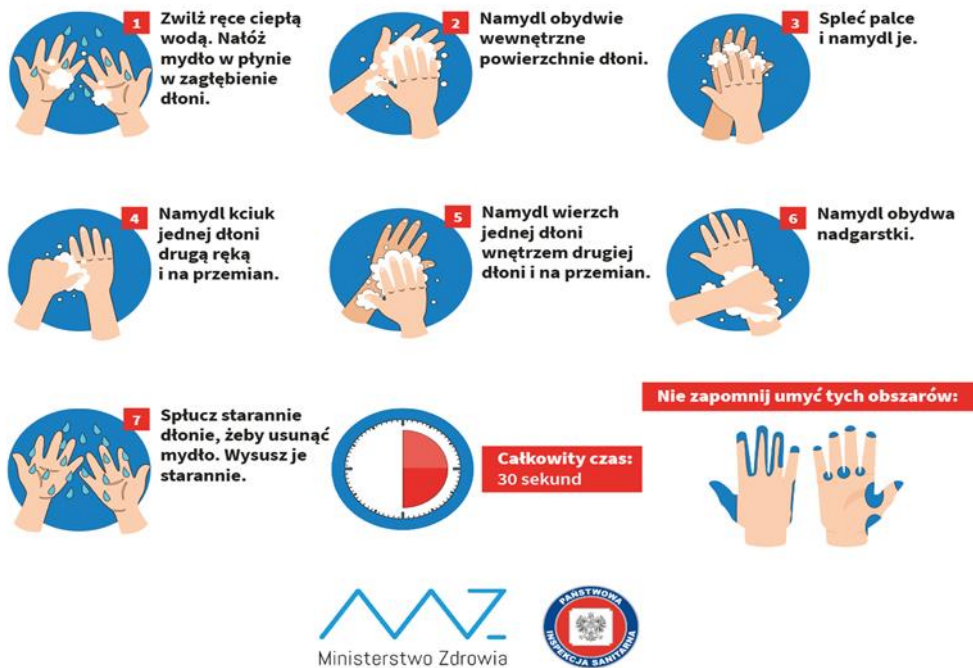 1
Zwilż ręce ciepłą
wodą. Nałóż
mydło w płynie
w zagłębienie
dłoni.
2
Namydl obydwie
wewnętrzne
powierzchnie dłoni.
3
Spleć palce
i namydl je.
4
Namydl kciuk
jednej dłoni
drugą ręką
i na przemian.
5
Namydl wierzch
jednej dłoni
wnętrzem drugiej
dłoni i na przemian.
6
Namydl obydwa
nadgarstki.
7
Spłucz starannie
dłonie, żeby usunąć
mydło. Wysusz je
starannie.
Całkowity czas:
30 sekund
Nie zapomnij umyć tych obszarów:
Ministerstwo Zdrowia
PAŃSTWOWA
INSPEKCJA SANITARNA